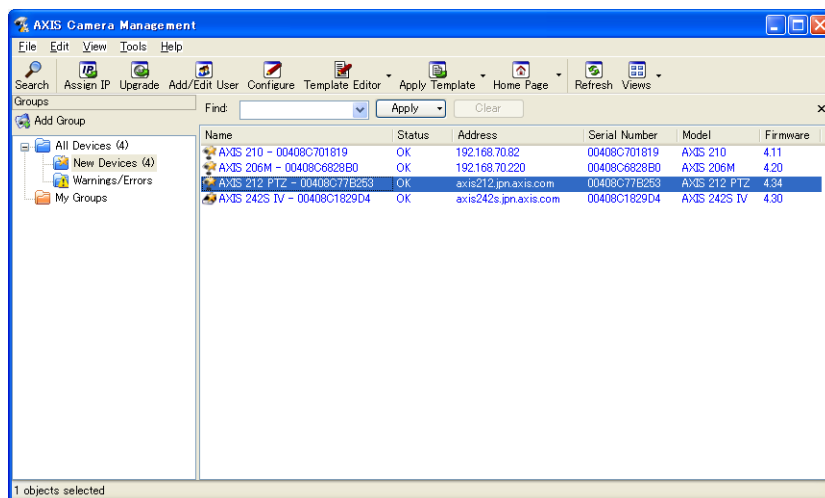 AXIS Camera Management
File Edit View Tools Help
Search Assign IP Upgrade Add/Edit User Configure Template Editor Apply Template Home Page Refresh Views
Groups
Find: Apply Clear
Add Group
Name Status Address Serial Number Model Firmware
All Devices (4)
AXIS 210 - 00408C701819 OK 192.168.70.82 00408C701819 AXIS 210 4.11
New Devices (4)
AXIS 206M - 00408C6828B0 OK 192.168.70.220 00408C6828B0 AXIS 206M 4.20
Warnings/Errors
AXIS 212 PTZ - 00408C77B253 OK axis212.jpn.axis.com 00408C77B253 AXIS 212 PTZ 4.34
My Groups
AXIS 242S IV - 00408C1829D4 OK axis242s.jpn.axis.com 00408C1829D4 AXIS 242S IV 4.30
1 objects selected